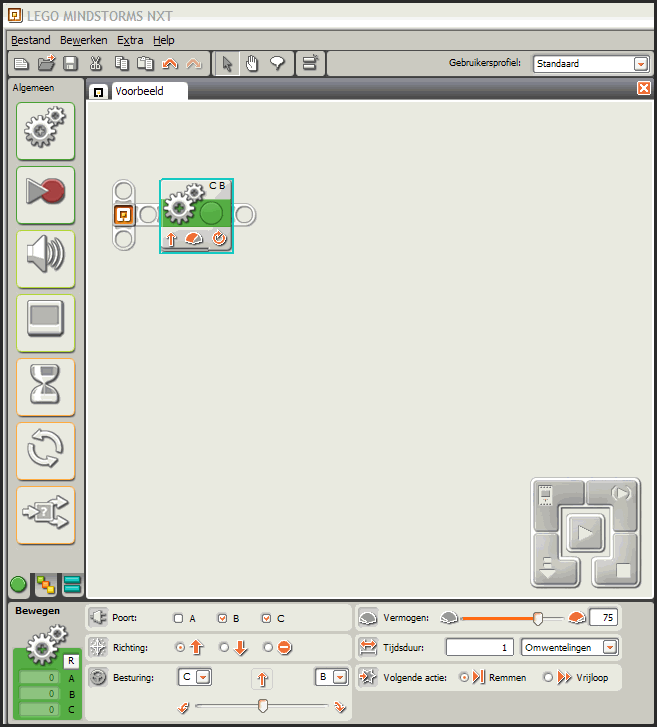 LEGO MINDSTORMS NXT
Bestand Bewerken Extra Help
Gebruikersprofiel: Standaard
Algemeen
Voorbeeld
C B
?
Bewegen
R
0 A
0 B
0 C
Poort: A B C
Richting:
Besturing: C B
Vermogen: 75
Tijdsduur: 1 Omwentelingen
Volgende actie: Remmen Vrijloop